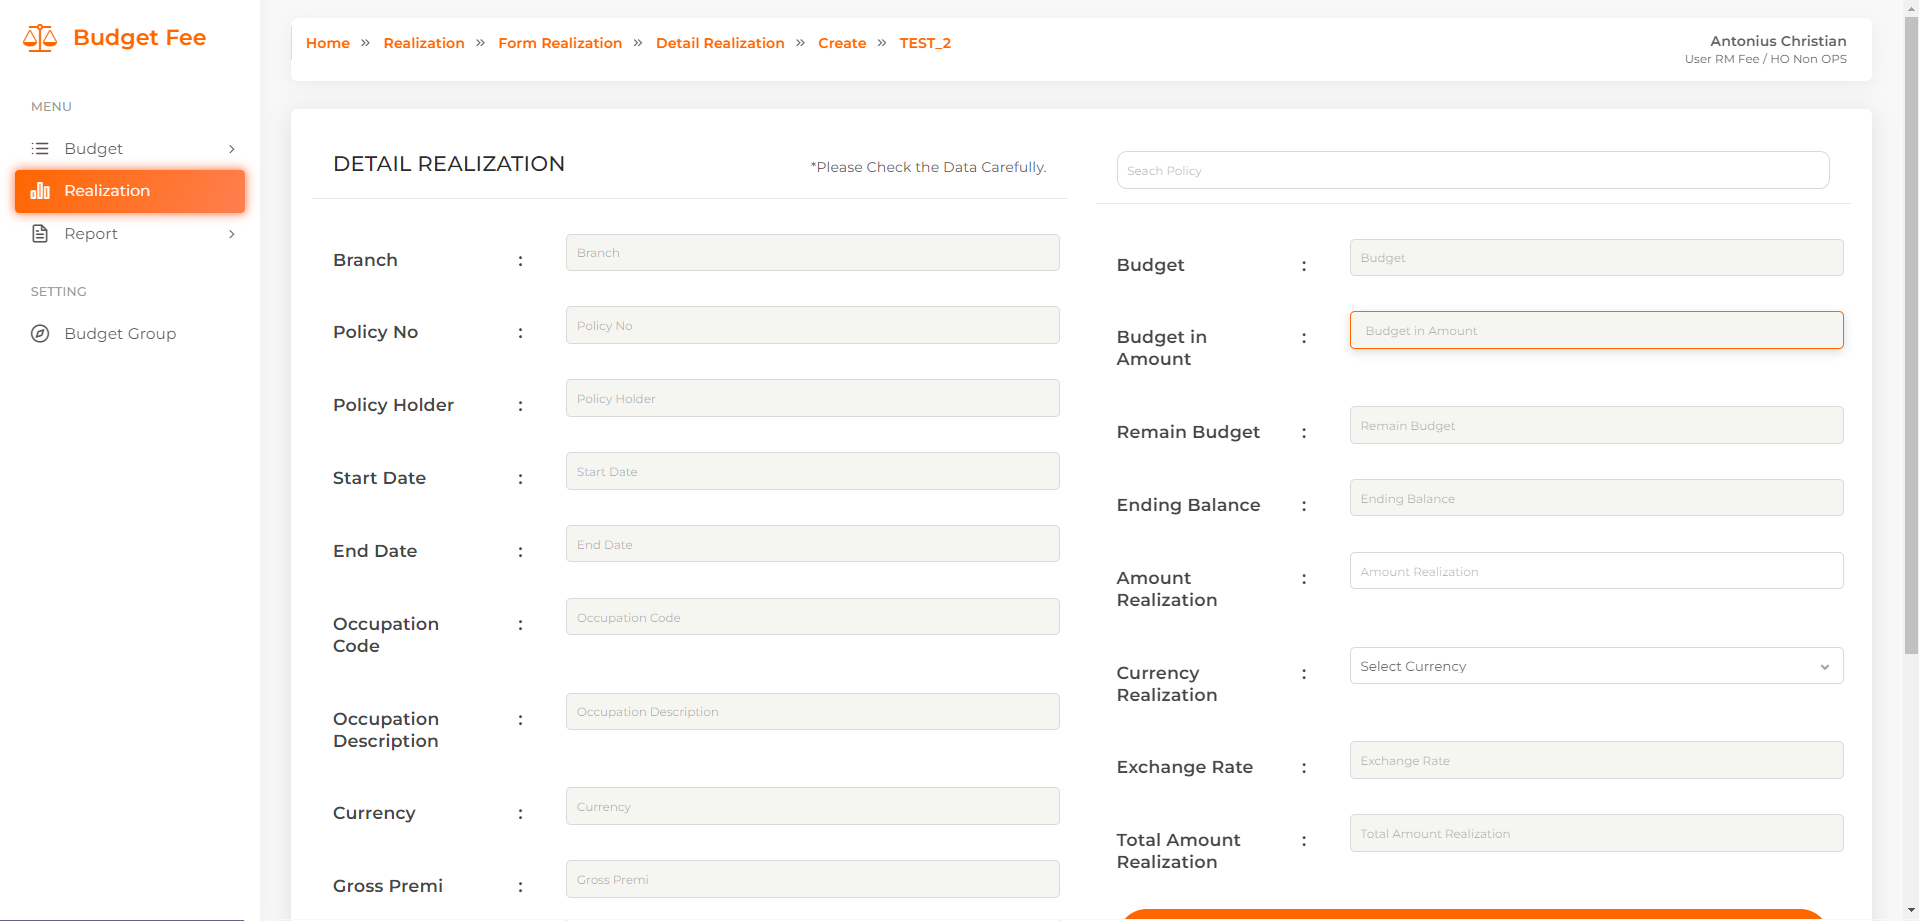 Budget Fee
MENU
Budget
Realization
Report
SETTING
Budget Group
Home » Realization » Form Realization » Detail Realization » Create » TEST_2
Antonius Christian
User RM Fee / HO Non OPS
DETAIL REALIZATION
*Please Check the Data Carefully.
Branch : Branch
Policy No : Policy No
Policy Holder : Policy Holder
Start Date : Start Date
End Date : End Date
Occupation : Occupation Code
Code
Occupation : Occupation Description
Description
Currency : Currency
Gross Premi : Gross Premi
Seach Policy
Budget : Budget
Budget in : Budget in Amount
Amount
Remain Budget : Remain Budget
Ending Balance : Ending Balance
Amount : Amount Realization
Realization
Currency : Select Currency
Realization
Exchange Rate : Exchange Rate
Total Amount : Total Amount Realization
Realization